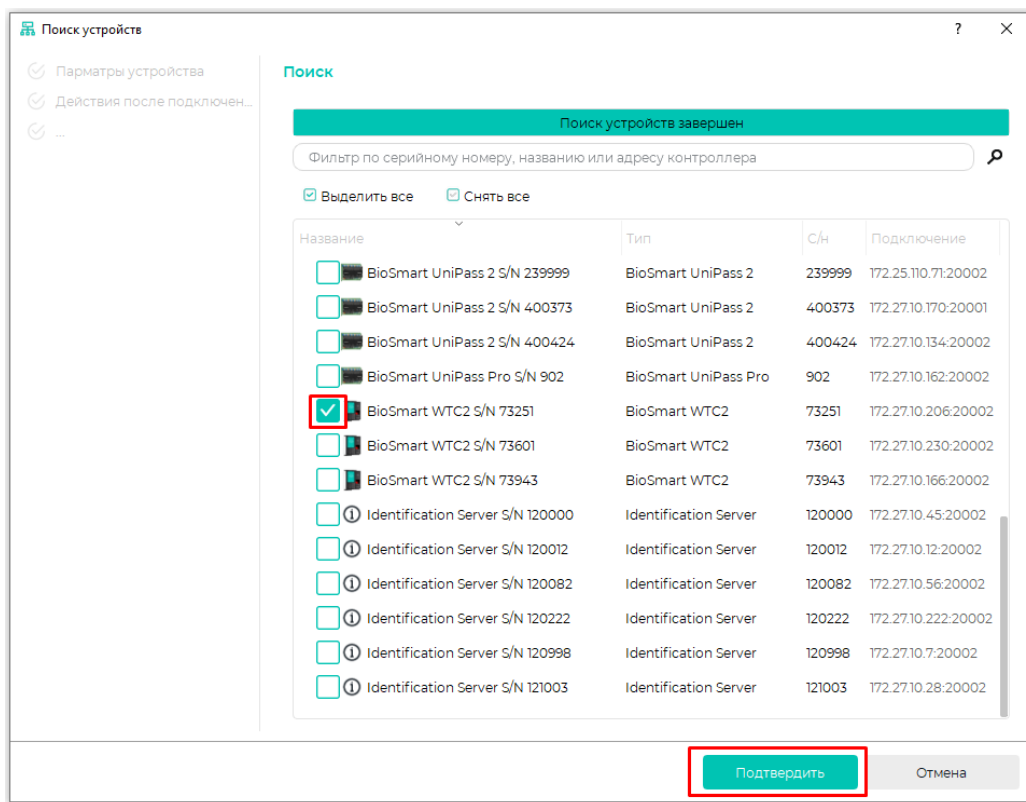 Поиск устройств
?
Парматры устройства
Действия после подключен...
...
Поиск
Поиск устройств завершен
Фильтр по серийному номеру, названию или адресу контроллера
Выделить все Снять все
Название Тип С/н Подключение
BioSmart UniPass 2 S/N 239999 BioSmart UniPass 2 239999 172.25.110.71:20002
BioSmart UniPass 2 S/N 400373 BioSmart UniPass 2 400373 172.27.10.170:20001
BioSmart UniPass 2 S/N 400424 BioSmart UniPass 2 400424 172.27.10.134:20002
BioSmart UniPass Pro S/N 902 BioSmart UniPass Pro 902 172.27.10.162:20002
BioSmart WTC2 S/N 73251 BioSmart WTC2 73251 172.27.10.206:20002
BioSmart WTC2 S/N 73601 BioSmart WTC2 73601 172.27.10.230:20002
BioSmart WTC2 S/N 73943 BioSmart WTC2 73943 172.27.10.166:20002
Identification Server S/N 120000 Identification Server 120000 172.27.10.45:20002
Identification Server S/N 120012 Identification Server 120012 172.27.10.12:20002
Identification Server S/N 120082 Identification Server 120082 172.27.10.56:20002
Identification Server S/N 120222 Identification Server 120222 172.27.10.222:20002
Identification Server S/N 120998 Identification Server 120998 172.27.10.7:20002
Identification Server S/N 121003 Identification Server 121003 172.27.10.28:20002
Подтвердить Отмена